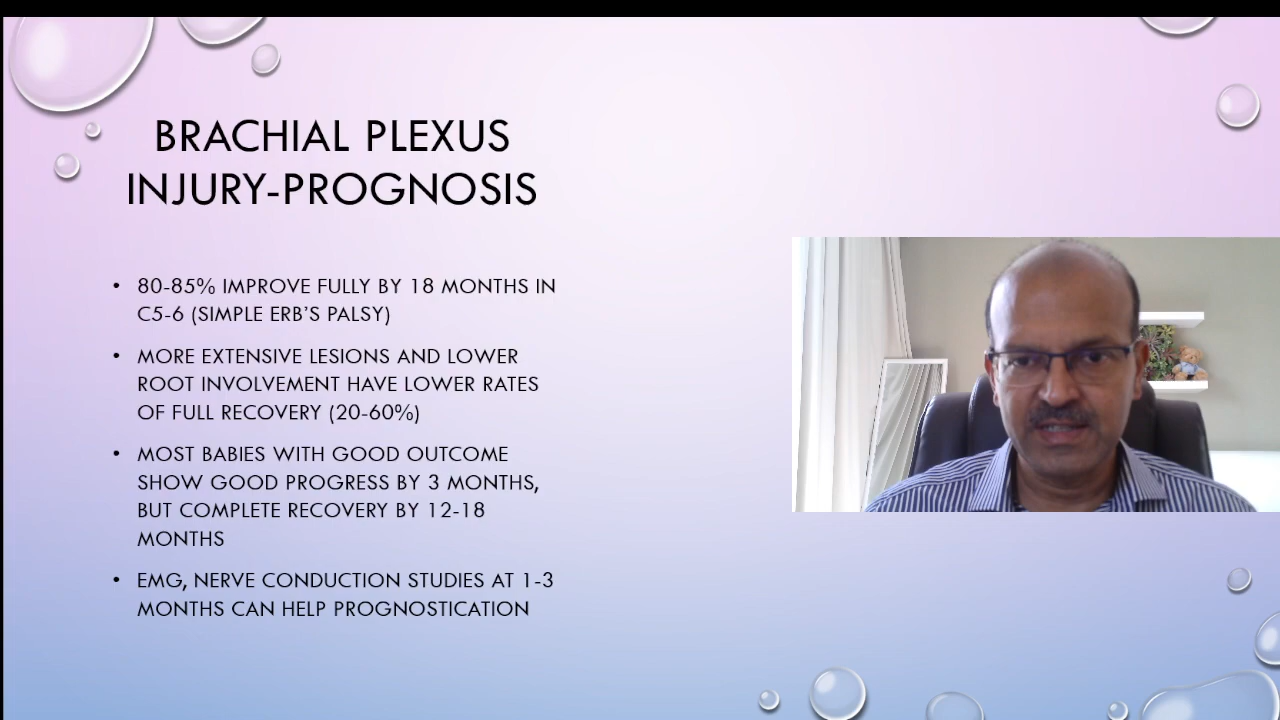 BRACHIAL PLEXUS
INJURY-PROGNOSIS
• 80-85% IMPROVE FULLY BY 18 MONTHS IN
C5-6 (SIMPLE ERB'S PALSY)
• MORE EXTENSIVE LESIONS AND LOWER
ROOT INVOLVEMENT HAVE LOWER RATES
OF FULL RECOVERY (20-60%)
• MOST BABIES WITH GOOD OUTCOME
SHOW GOOD PROGRESS BY 3 MONTHS,
BUT COMPLETE RECOVERY BY 12-18
MONTHS
• EMG, NERVE CONDUCTION STUDIES AT 1-3
MONTHS CAN HELP PROGNOSTICATION